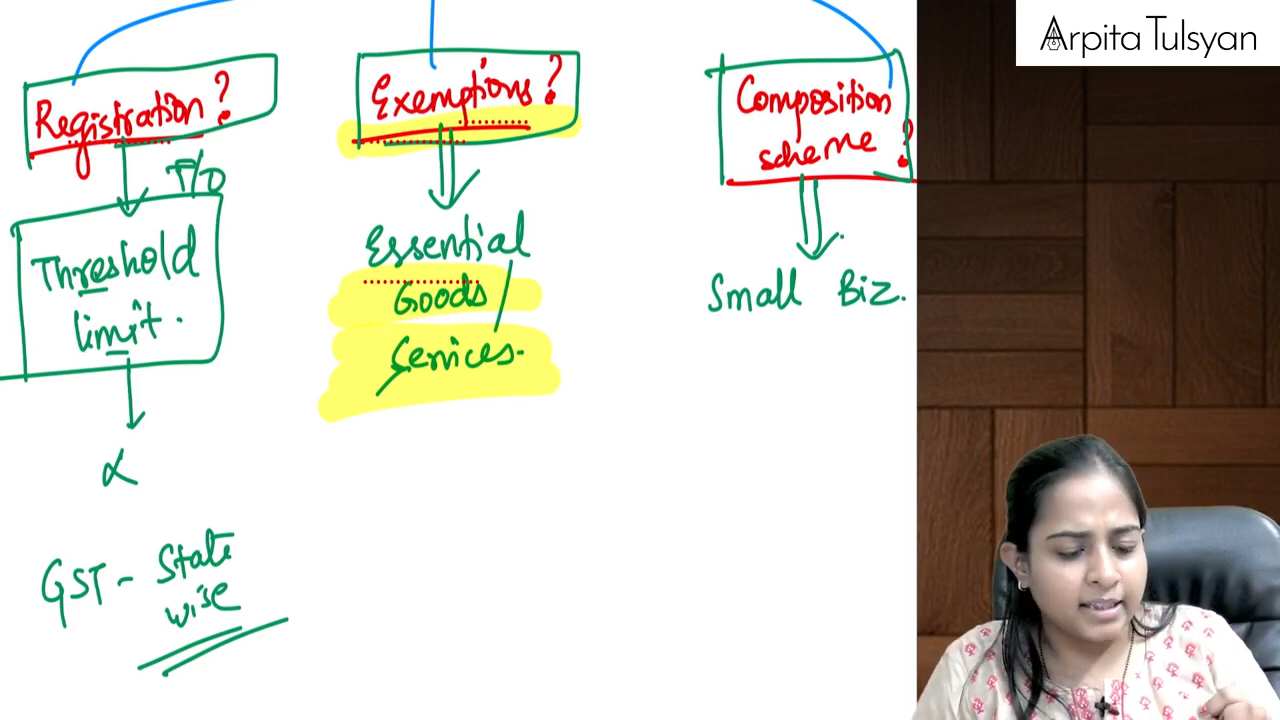 Arpita Tulsyan
Registration?
T/O
Threshold
limit.
GST - State
wise
Exemptions?
Essential
Goods
Services.
Composition
scheme?
Small Biz.